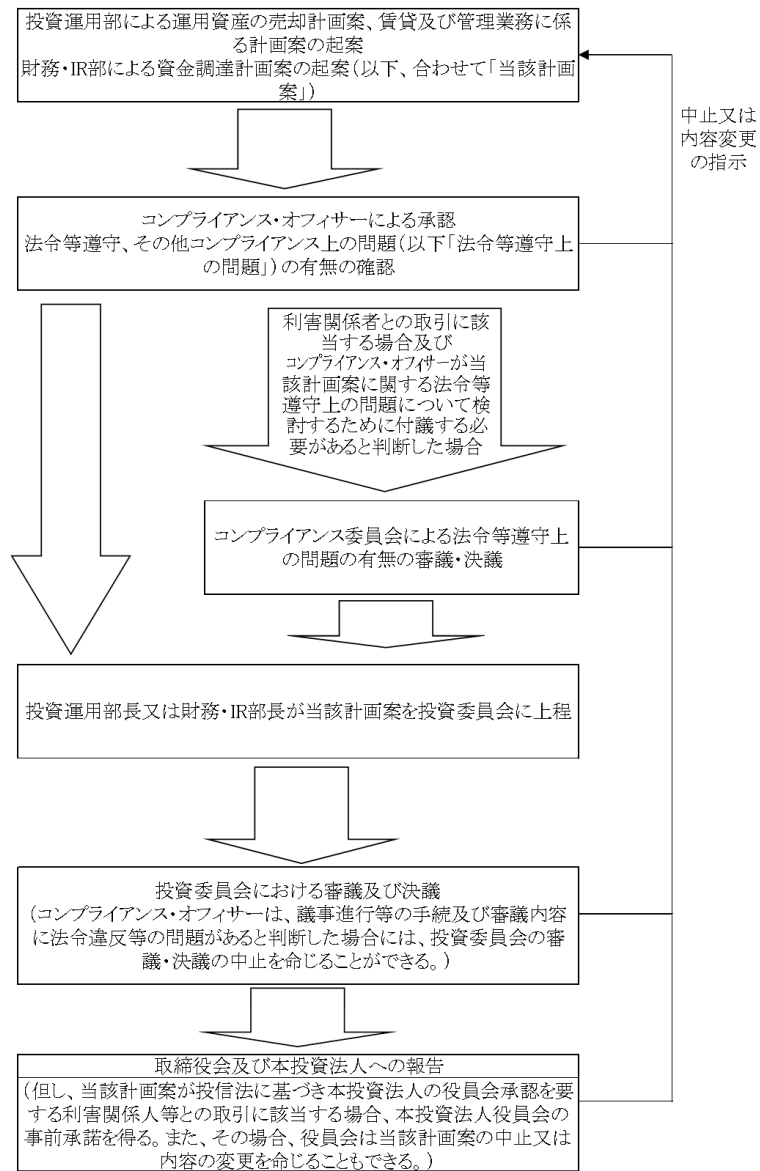 投資運用部による運用資産の売却計画案、賃貸及び管理業務に係
る計画案の起案
財務・IR部による資金調達計画案の起案(以下、合わせて「当該計画
案」)
中止又は
内容変更
の指示
コンプライアンス・オフィサーによる承認
法令等遵守、その他コンプライアンス上の問題(以下「法令等遵守上
の問題」)の有無の確認
利害関係者との取引に該
当する場合及び
コンプライアンス・オフィサーが当
該計画案に関する法令等
遵守上の問題について検
討するために付議する必
要があると判断した場合
コンプライアンス委員会による法令等遵守上
の問題の有無の審議・決議
投資運用部長又は財務・IR部長が当該計画案を投資委員会に上程
投資委員会における審議及び決議
(コンプライアンス・オフィサーは、議事進行等の手続及び審議内容
に法令違反等の問題があると判断した場合には、投資委員会の審
議・決議の中止を命じることができる。)
取締役会及び本投資法人への報告
(但し、当該計画案が投信法に基づき本投資法人の役員会承認を要
する利害関係人等との取引に該当する場合、本投資法人役員会の
事前承諾を得る。また、その場合、役員会は当該計画案の中止又は
内容の変更を命じることもできる。)